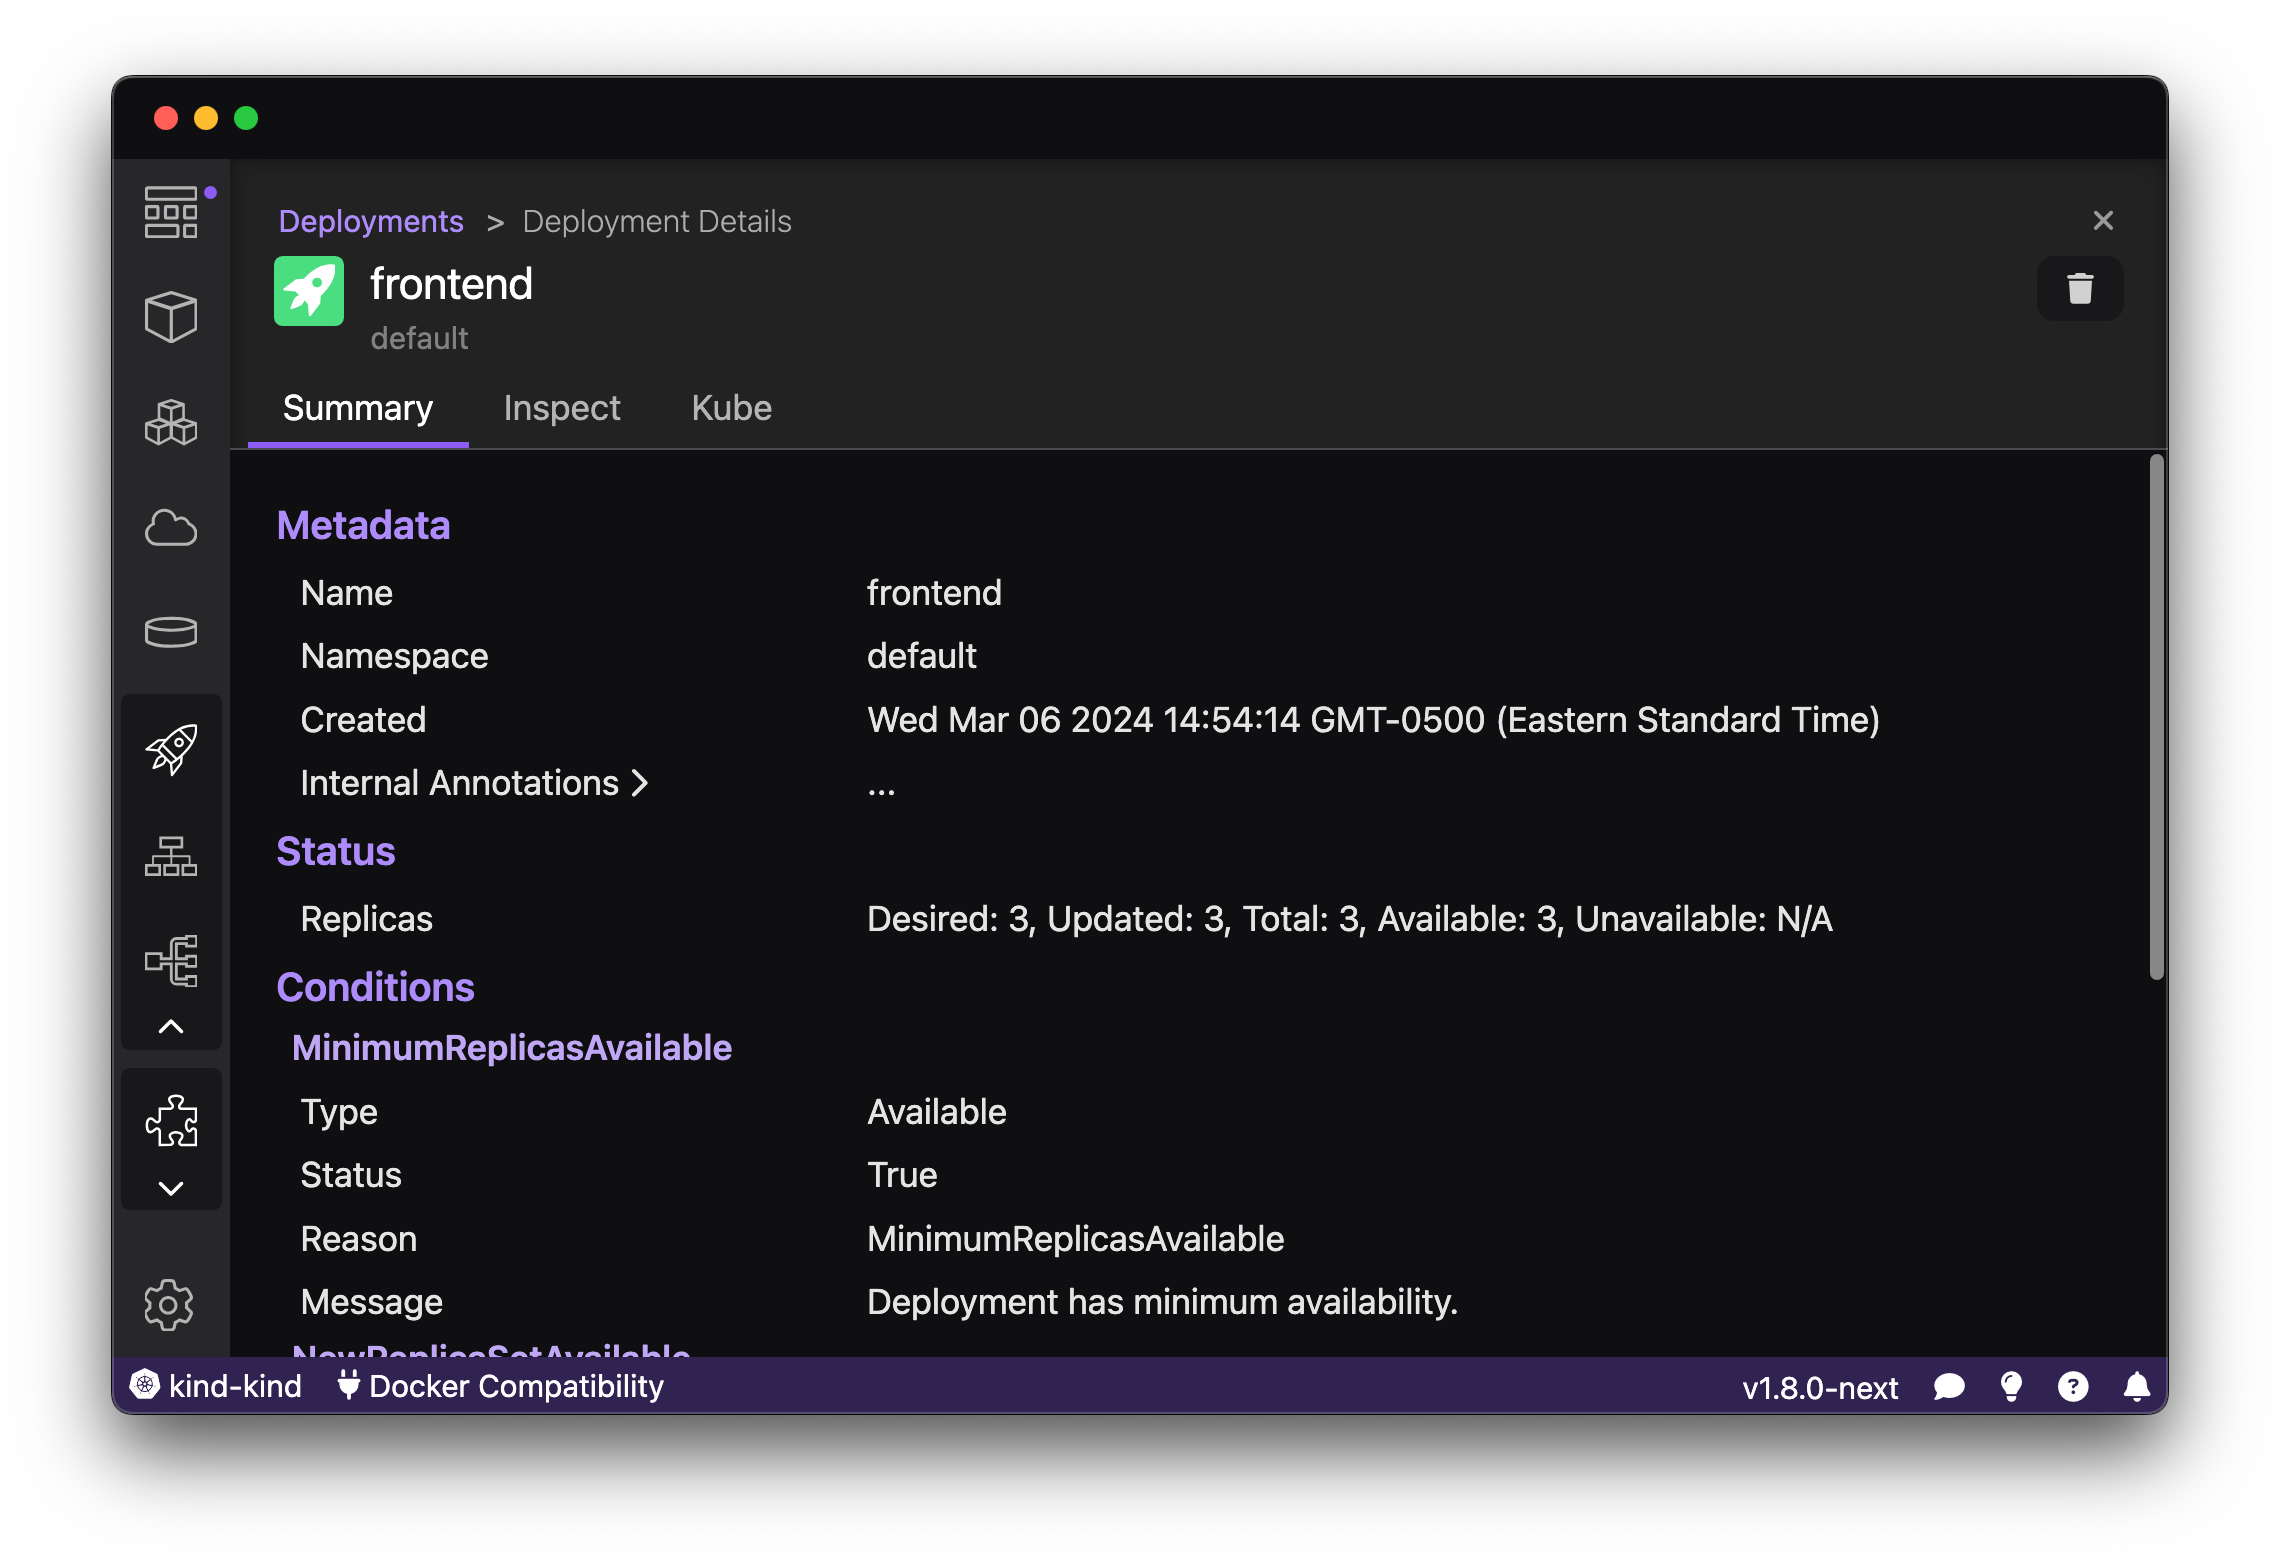 Deployments > Deployment Details
frontend
default
Summary Inspect Kube
Metadata
Name frontend
Namespace default
Created Wed Mar 06 2024 14:54:14 GMT-0500 (Eastern Standard Time)
Internal Annotations > ...
Status
Replicas Desired: 3, Updated: 3, Total: 3, Available: 3, Unavailable: N/A
Conditions
MinimumReplicasAvailable
Type Available
Status True
Reason MinimumReplicasAvailable
Message Deployment has minimum availability.
NewReplicaSetAvailable
kind-kind Docker Compatibility v1.8.0-next